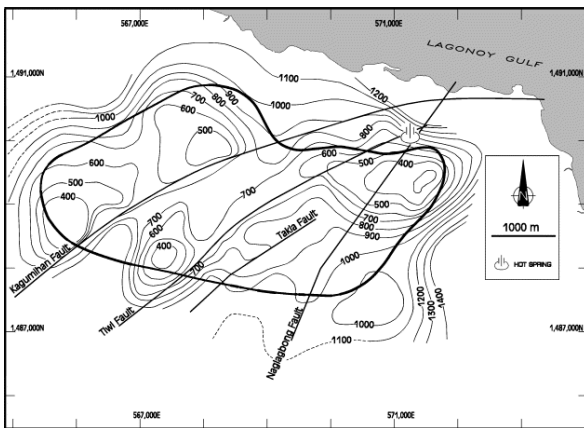 567,000E
571,000E
LAGONOY GULF
1,491,000N
1,491,000N
1100
1200
1000
700
800
900
600
500
1000
800
600
500
400
600
500
400
700
700
600
400
700
500
700
800
900
1000
Takla Fault
Kagumihan Fault
Tiwi Fault
Naglagbong Fault
N
1000 m
HOT SPRING
1200
1300
1400
1000
1100
1,487,000N
1,487,000N
567,000E
571,000E